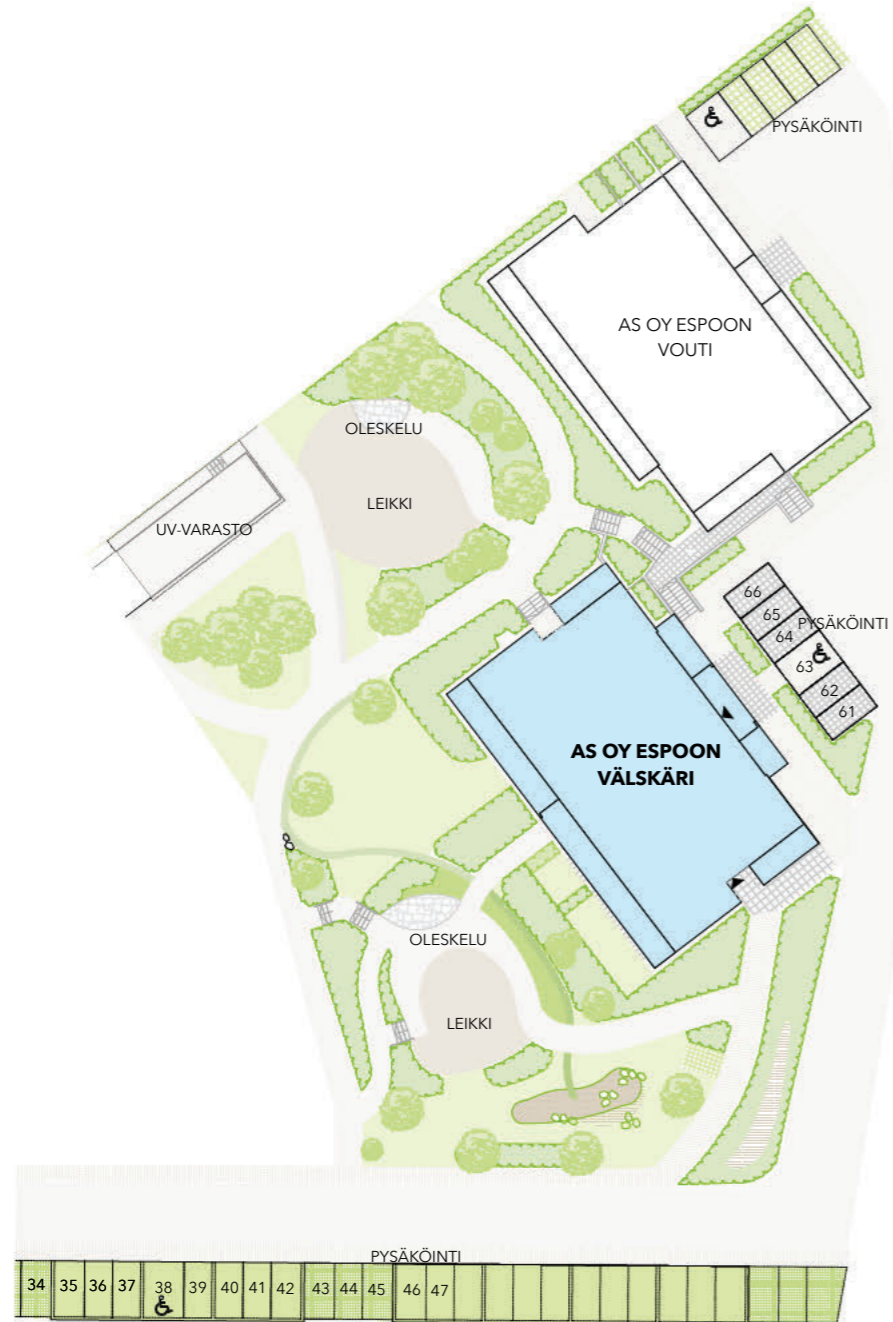 PYSÄKÖINTI
AS OY ESPOON
VOUTI
OLESKELU
LEIKKI
UV-VARASTO
66
65
64
PYSÄKÖINTI
63
62
61
AS OY ESPOON
VÄLSKÄRI
OLESKELU
LEIKKI
PYSÄKÖINTI
34 35 36 37 38 39 40 41 42 43 44 45 46 47